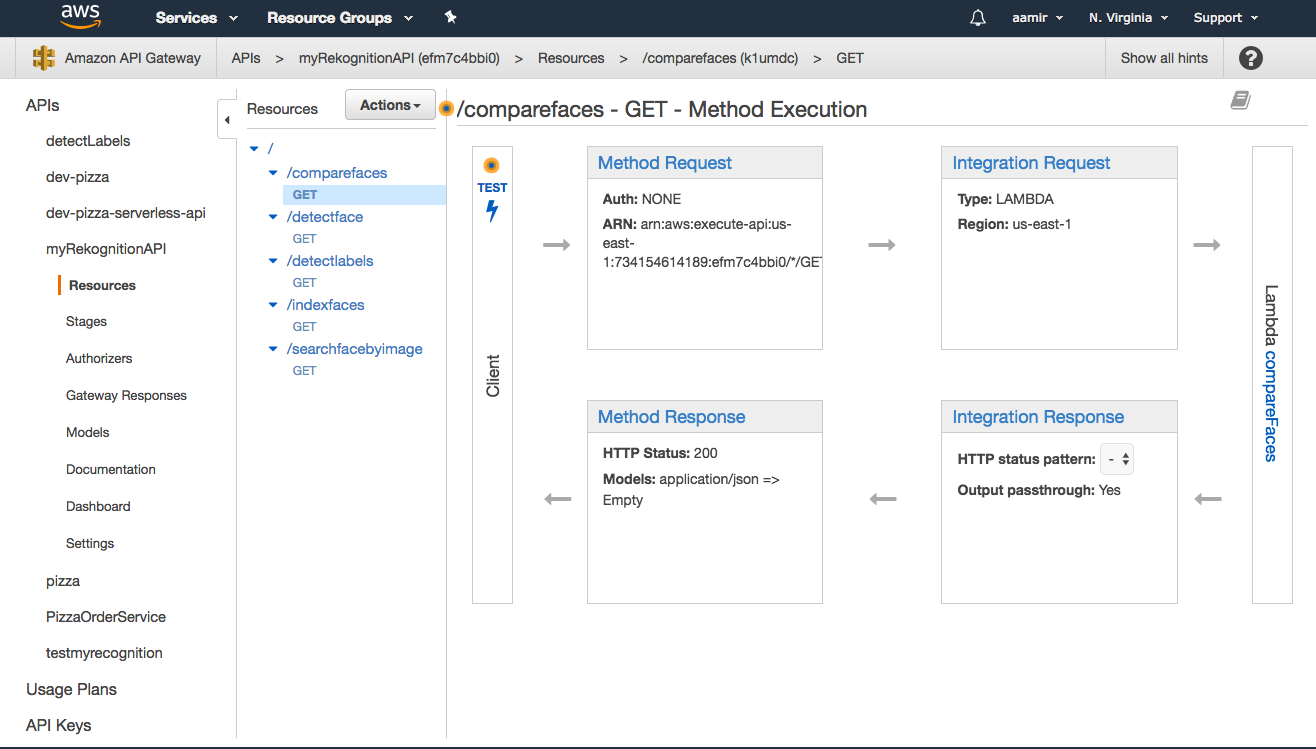 aws
Services
Resource Groups
aamir
N. Virginia
Support
Amazon API Gateway
APIs > myRekognitionAPI (efm7c4bbi0) > Resources > /comparefaces (k1umdc) > GET
Show all hints
?
APIs
detectLabels
dev-pizza
dev-pizza-serverless-api
myRekognitionAPI
Resources
Stages
Authorizers
Gateway Responses
Models
Documentation
Dashboard
Settings
pizza
PizzaOrderService
testmyrecognition
Usage Plans
API Keys
Resources
Actions
/
/comparefaces
GET
/detectface
GET
/detectlabels
GET
/indexfaces
GET
/searchfacebyimage
GET
/comparefaces - GET - Method Execution
TEST
Client
Method Request
Auth: NONE
ARN: arn:aws:execute-api:us-
east-
1:734154614189:efm7c4bbi0/*/GET
Integration Request
Type: LAMBDA
Region: us-east-1
Lambda compareFaces
Method Response
HTTP Status: 200
Models: application/json =>
Empty
Integration Response
HTTP status pattern: -
Output passthrough: Yes